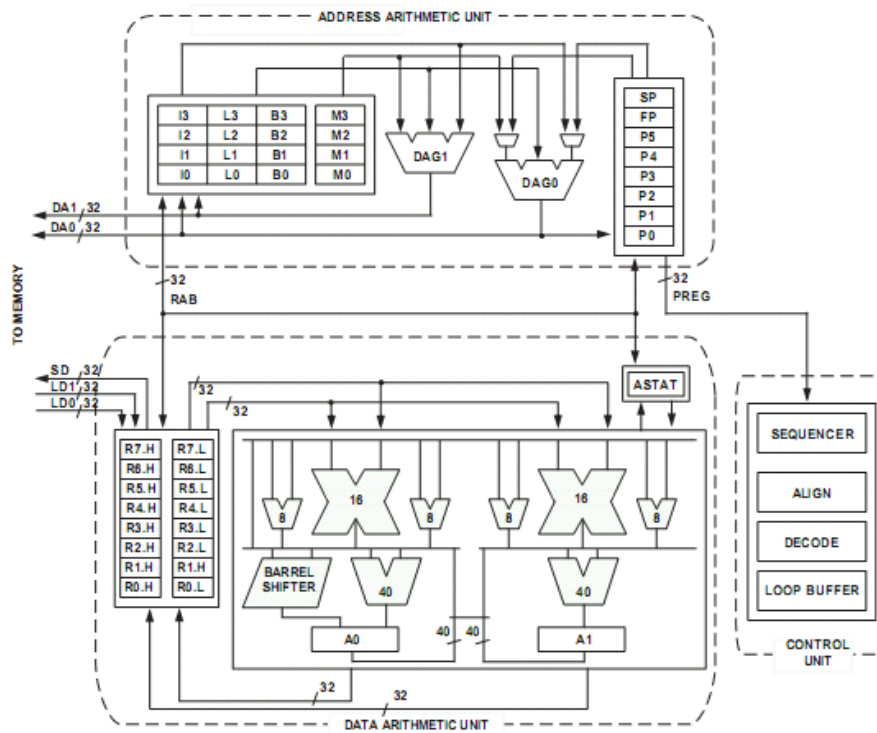 ADDRESS ARITHMETIC UNIT
I3 L3 B3 M3
I2 L2 B2 M2
I1 L1 B1 M1
I0 L0 B0 M0
DAG1
DAG0
SP
FP
P5
P4
P3
P2
P1
P0
DA1 32
DA0 32
TO MEMORY
32
RAB
32
PREG
SD 32
LD1 32
LD0 32
32
32
ASTAT
R7.H R7.L
R6.H R6.L
R5.H R5.L
R4.H R4.L
R3.H R3.L
R2.H R2.L
R1.H R1.H
R0.H R0.L
8 16 8 8 16 8
BARREL
SHIFTER
40
40
A0
40 40
A1
32
32
DATA ARITHMETIC UNIT
SEQUENCER
ALIGN
DECODE
LOOP BUFFER
CONTROL
UNIT